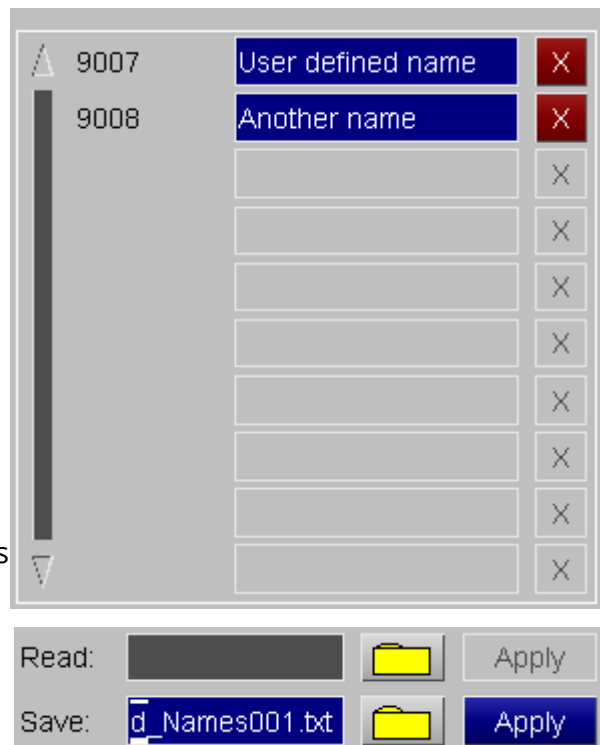 9007 User defined name X
9008 Another name X
X
X
X
X
X
X
X
s
X
Read: Apply
Save: d_Names001.txt Apply